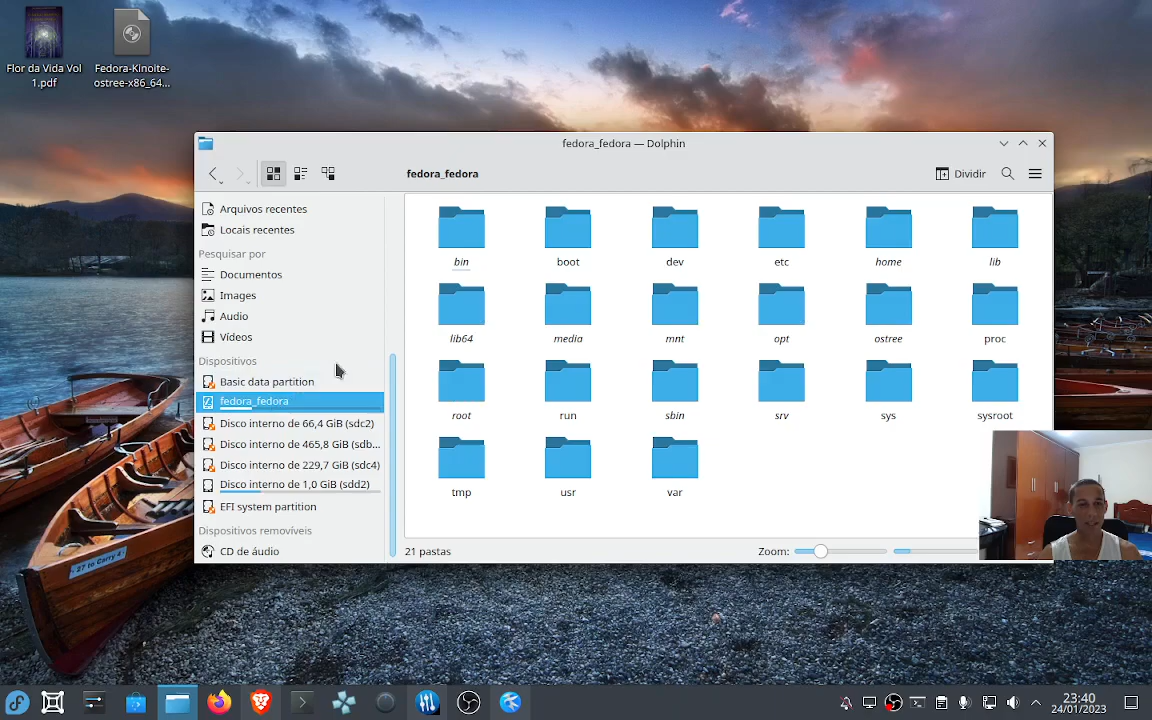 Flor da Vida Vol
1.pdf
Fedora-Kinoite-
ostree-x86_64...
fedora_fedora — Dolphin
fedora_fedora
Dividir
Arquivos recentes
Locais recentes
Pesquisar por
Documentos
Images
Audio
Vídeos
Dispositivos
Basic data partition
fedora_fedora
Disco interno de 66,4 GiB (sdc2)
Disco interno de 465,8 GiB (sdb...
Disco interno de 229,7 GiB (sdc4)
Disco interno de 1,0 GiB (sdd2)
EFI system partition
Dispositivos removíveis
CD de áudio
bin boot dev etc home lib
lib64 media mnt opt ostree proc
root run sbin srv sys sysroot
tmp usr var
21 pastas
Zoom:
27 to Carry 4
23:40
24/01/2023